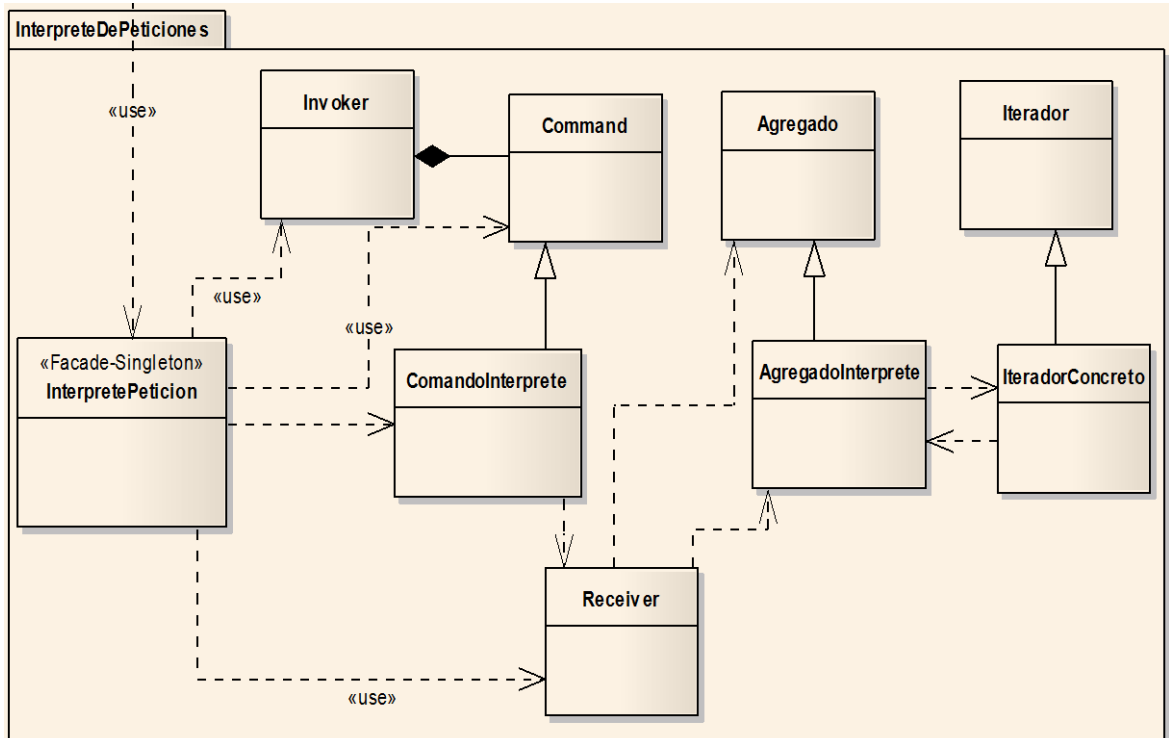 InterpreteDePeticiones
«use»
Invoker
Command
Agregado
Iterador
«use»
«use»
«Facade-Singleton»
InterpretePeticion
ComandoInterprete
AgregadoInterprete
IteradorConcreto
Receiver
«use»